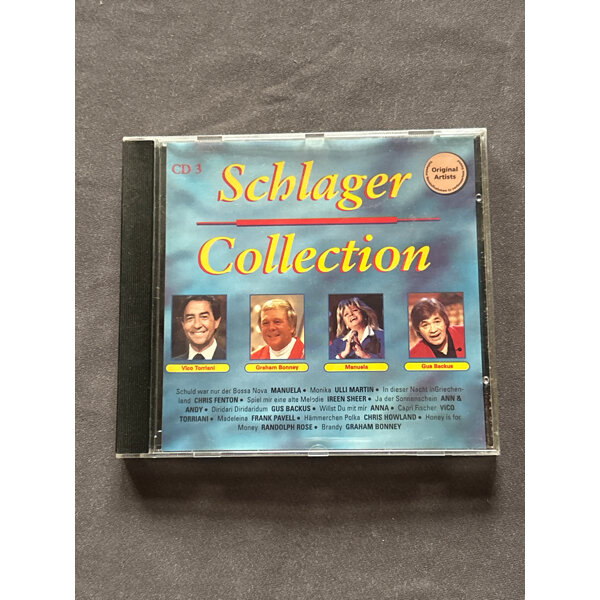 CD 3
Schlager
Collection
Original
Artists
Vico Torriani
Graham Bonney
Manuela
Gus Backus
Schuld war nur der Bossa Nova MANUELA • Monika ULLI MARTIN • In dieser Nacht inGriechen-
land CHRIS FENTON • Spiel mir eine alte Melodie IREEN SHEER • Ja der Sonnenschein ANN &
ANDY • Diridari Diridaridum GUS BACKUS • Willst Du mit mir ANNA • Capri Fischer VICO
TORRIANI • Madeleina FRANK PAVELL • Hämmerchen Polka CHRIS HOWLAND • Honey is for
Money RANDOLPH ROSE • Brandy GRAHAM BONNEY